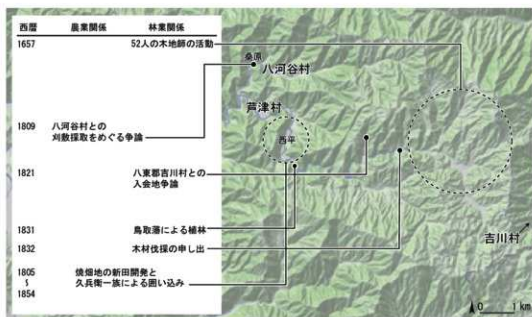 西暦 農業関係 林業関係
1657 52人の木地師の活動
1809 八河谷村との
刈敷採取をめぐる争論
1821 八東郡吉川村との
入会地争論
1831 鳥取藩による植林
1832 木材伐採の申し出
1805 焼畑地の新田開発と
〜 久兵衛一族による囲い込み
1854
桑原
八河谷村
芦津村
西平
吉川村
0 1 km